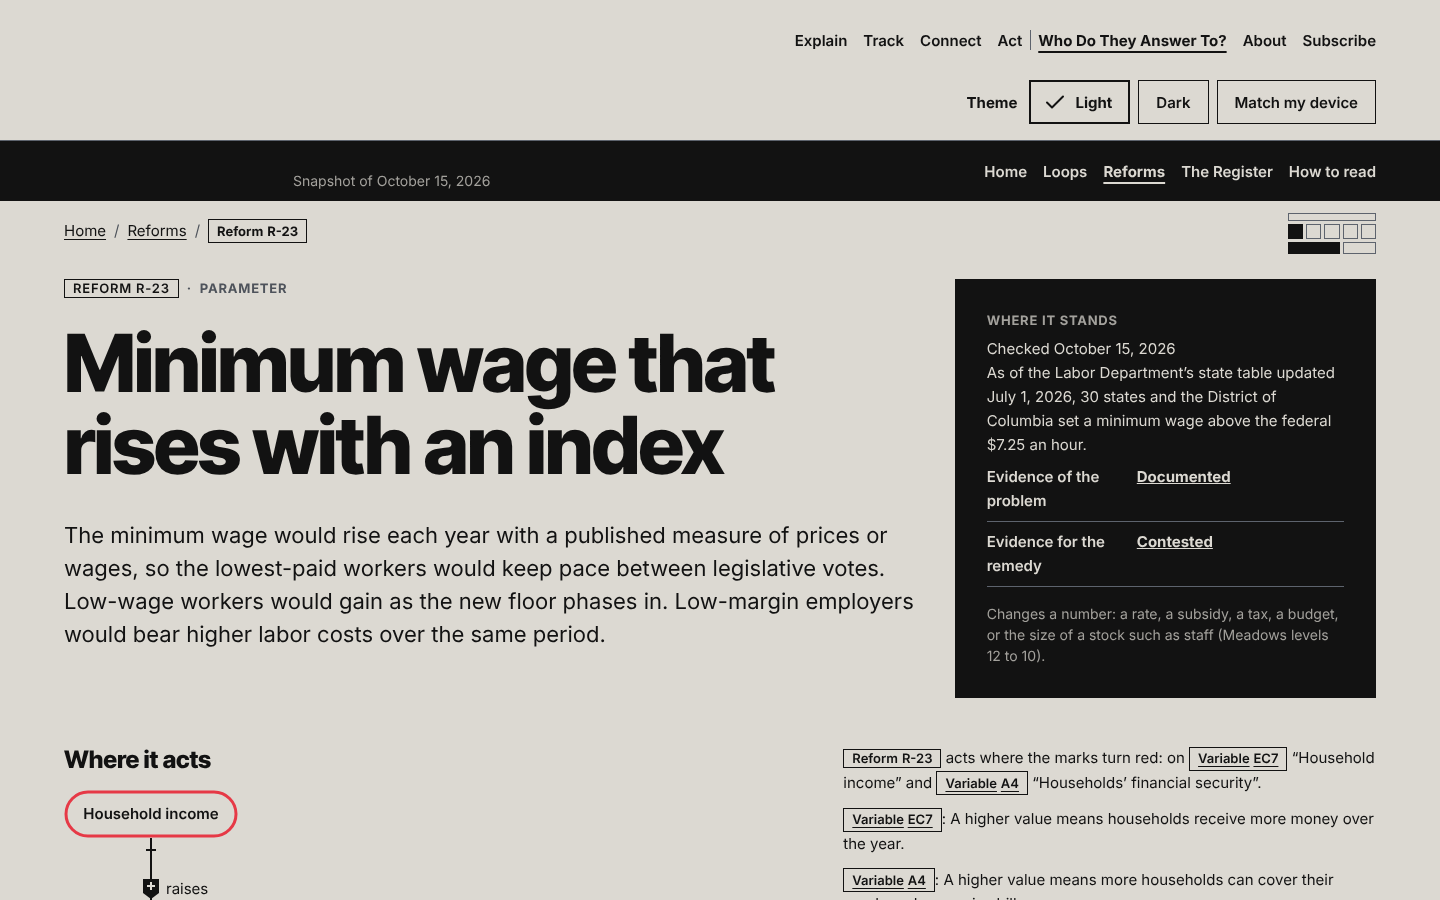 Explain Track Connect Act Who Do They Answer To? About Subscribe
Theme Light Dark Match my device
Snapshot of October 15, 2026
Home Loops Reforms The Register How to read
Home / Reforms / Reform R-23
REFORM R-23 · PARAMETER
Minimum wage that
rises with an index
The minimum wage would rise each year with a published measure of prices or
wages, so the lowest-paid workers would keep pace between legislative votes.
Low-wage workers would gain as the new floor phases in. Low-margin employers
would bear higher labor costs over the same period.
WHERE IT STANDS
Checked October 15, 2026
As of the Labor Department’s state table updated
July 1, 2026, 30 states and the District of
Columbia set a minimum wage above the federal
$7.25 an hour.
Evidence of the Documented
problem
Evidence for the Contested
remedy
Changes a number: a rate, a subsidy, a tax, a budget,
or the size of a stock such as staff (Meadows levels
12 to 10).
Where it acts
Household income
raises
Reform R-23 acts where the marks turn red: on Variable EC7 “Household
income” and Variable A4 “Households’ financial security”.
Variable EC7: A higher value means households receive more money over
the year.
Variable A4: A higher value means more households can cover their